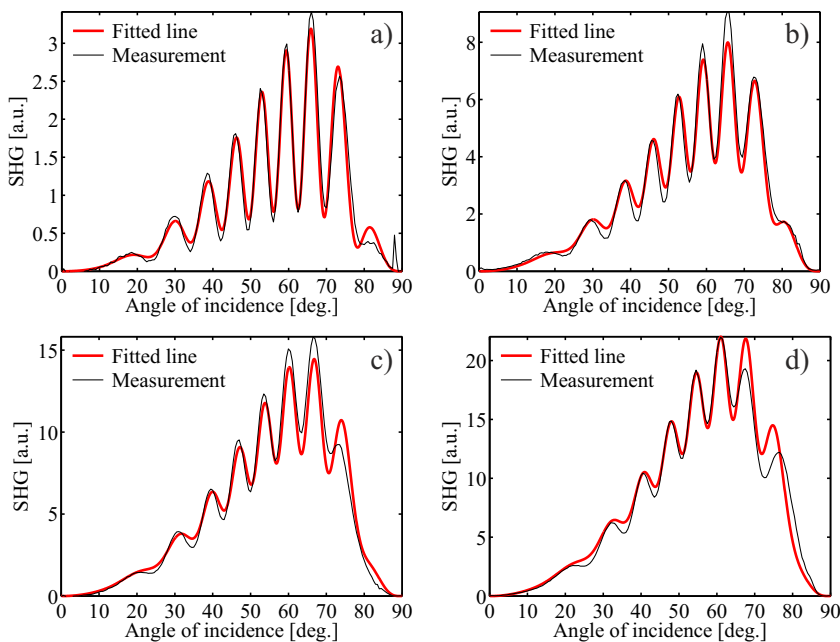 a)
Fitted line
Measurement
SHG [a.u.]
3
2.5
2
1.5
1
0.5
0
0 10 20 30 40 50 60 70 80 90
Angle of incidence [deg.]
b)
Fitted line
Measurement
SHG [a.u.]
8
6
4
2
0
0 10 20 30 40 50 60 70 80 90
Angle of incidence [deg.]
c)
Fitted line
Measurement
SHG [a.u.]
15
10
5
0
0 10 20 30 40 50 60 70 80 90
Angle of incidence [deg.]
d)
Fitted line
Measurement
SHG [a.u.]
20
15
10
5
0
0 10 20 30 40 50 60 70 80 90
Angle of incidence [deg.]